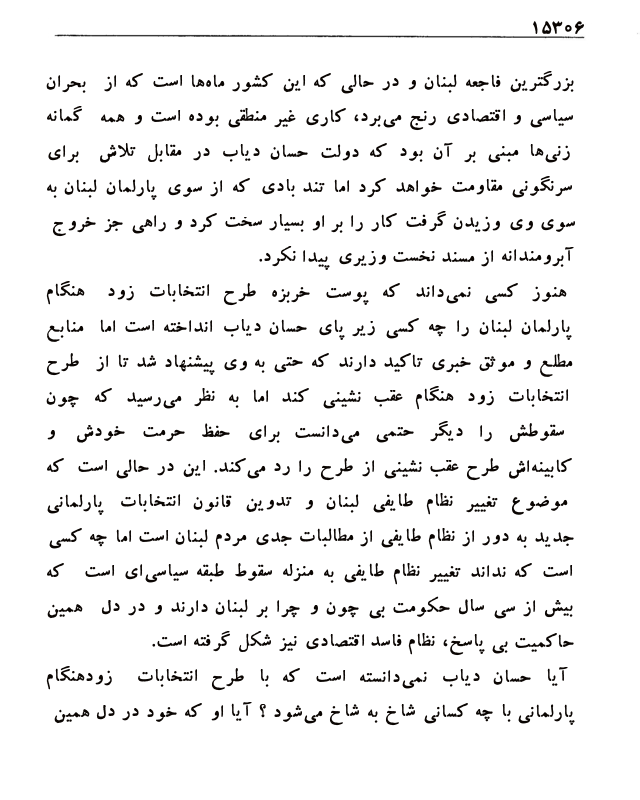 ۱۵۳۰۶
بزرگترین فاجعه لبنان و در حالی که این کشور ماه‌ها است که از بحران
سیاسی و اقتصادی رنج می‌برد، کاری غیر منطقی بوده است و همه گمانه
زنی‌ها مبنی بر آن بود که دولت حسان دیاب در مقابل تلاش برای
سرنگونی مقاومت خواهد کرد اما تند بادی که از سوی پارلمان لبنان به
سوی وی وزیدن گرفت کار را بر او بسیار سخت کرد و راهی جز خروج
آبرومندانه از مسند نخست وزیری پیدا نکرد.
هنوز کسی نمی‌داند که پوست خربزه طرح انتخابات زود هنگام
پارلمان لبنان را چه کسی زیر پای حسان دیاب انداخته است اما منابع
مطلع و موثق خبری تاکید دارند که حتی به وی پیشنهاد شد تا از طرح
انتخابات زود هنگام عقب نشینی کند اما به نظر می‌رسید که چون
سقوطش را دیگر حتمی می‌دانست برای حفظ حرمت خودش و
کابینه‌اش طرح عقب نشینی از طرح را رد می‌کند. این در حالی است که
موضوع تغییر نظام طایفی لبنان و تدوین قانون انتخابات پارلمانی
جدید به دور از نظام طایفی از مطالبات جدی مردم لبنان است اما چه کسی
است که نداند تغییر نظام طایفی به منزله سقوط طبقه سیاسی‌ای است که
بیش از سی سال حکومت بی چون و چرا بر لبنان دارند و در دل همین
حاکمیت بی پاسخ، نظام فاسد اقتصادی نیز شکل گرفته است.
آیا حسان دیاب نمی‌دانسته است که با طرح انتخابات زودهنگام
پارلمانی با چه کسانی شاخ به شاخ می‌شود ؟ آیا او که خود در دل همین